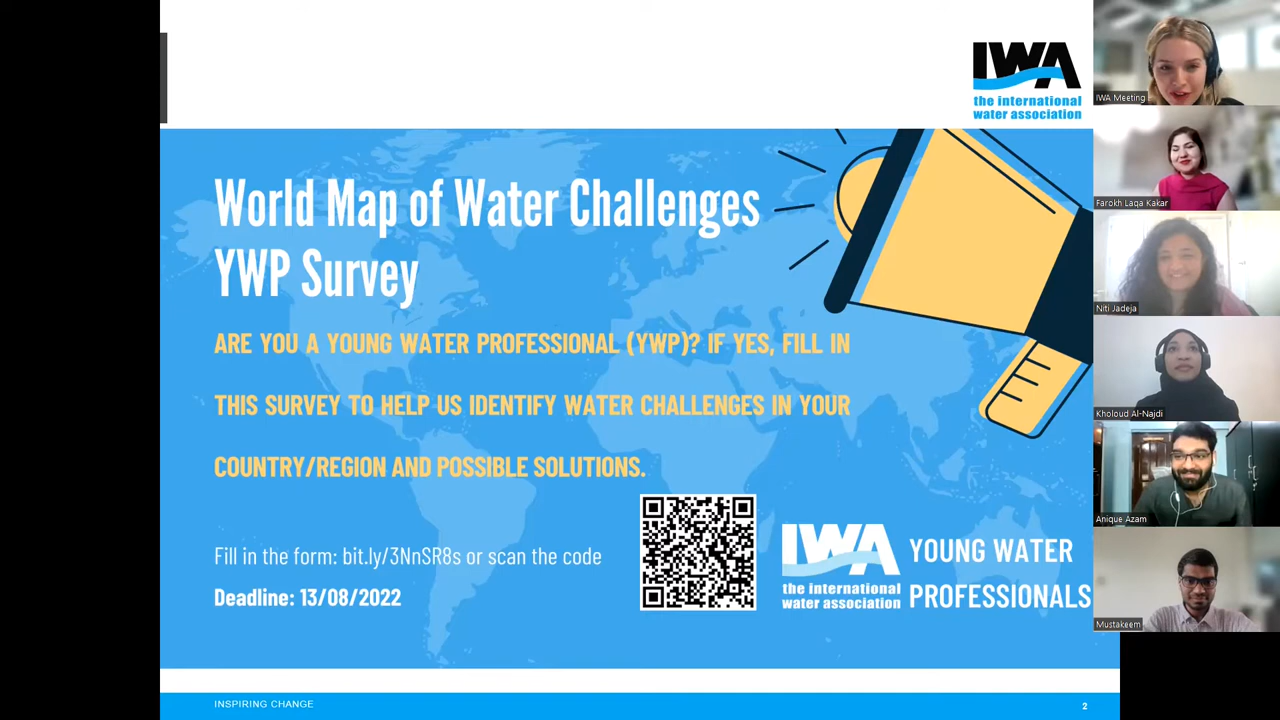 IWA
the international
water association
World Map of Water Challenges
YWP Survey
ARE YOU A YOUNG WATER PROFESSIONAL (YWP)? IF YES, FILL IN
THIS SURVEY TO HELP US IDENTIFY WATER CHALLENGES IN YOUR
COUNTRY/REGION AND POSSIBLE SOLUTIONS.
Fill in the form: bit.ly/3NnSR8s or scan the code
Deadline: 13/08/2022
IWA
the international
water association
YOUNG WATER
PROFESSIONALS
INSPIRING CHANGE
2
IWA Meeting
Farokh Laqa Kakar
Niti Jadeja
Kholoud Al-Najdi
Anique Azam
Mustakeem